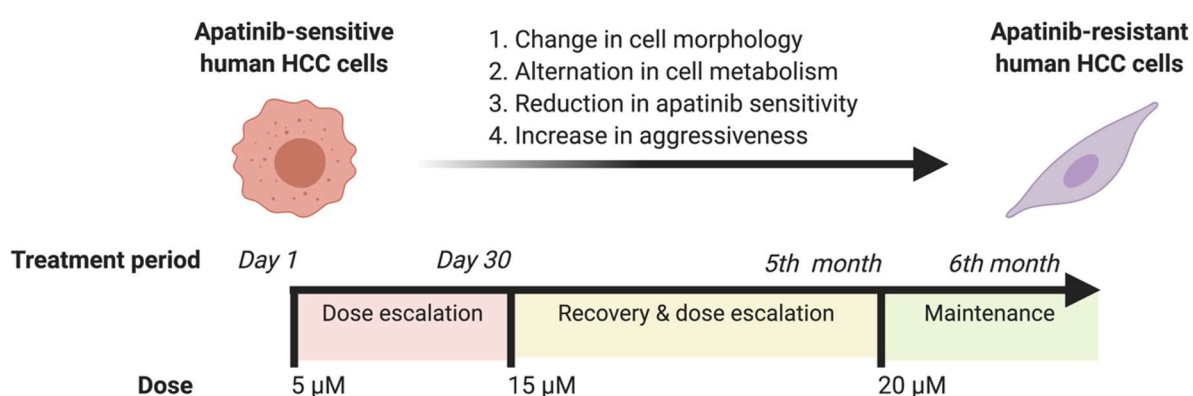 Apatinib-sensitive
human HCC cells
1. Change in cell morphology
2. Alternation in cell metabolism
3. Reduction in apatinib sensitivity
4. Increase in aggressiveness
Apatinib-resistant
human HCC cells
Treatment period Day 1 Day 30 5th month 6th month
Dose escalation Recovery & dose escalation Maintenance
Dose 5 μM 15 μM 20 μM